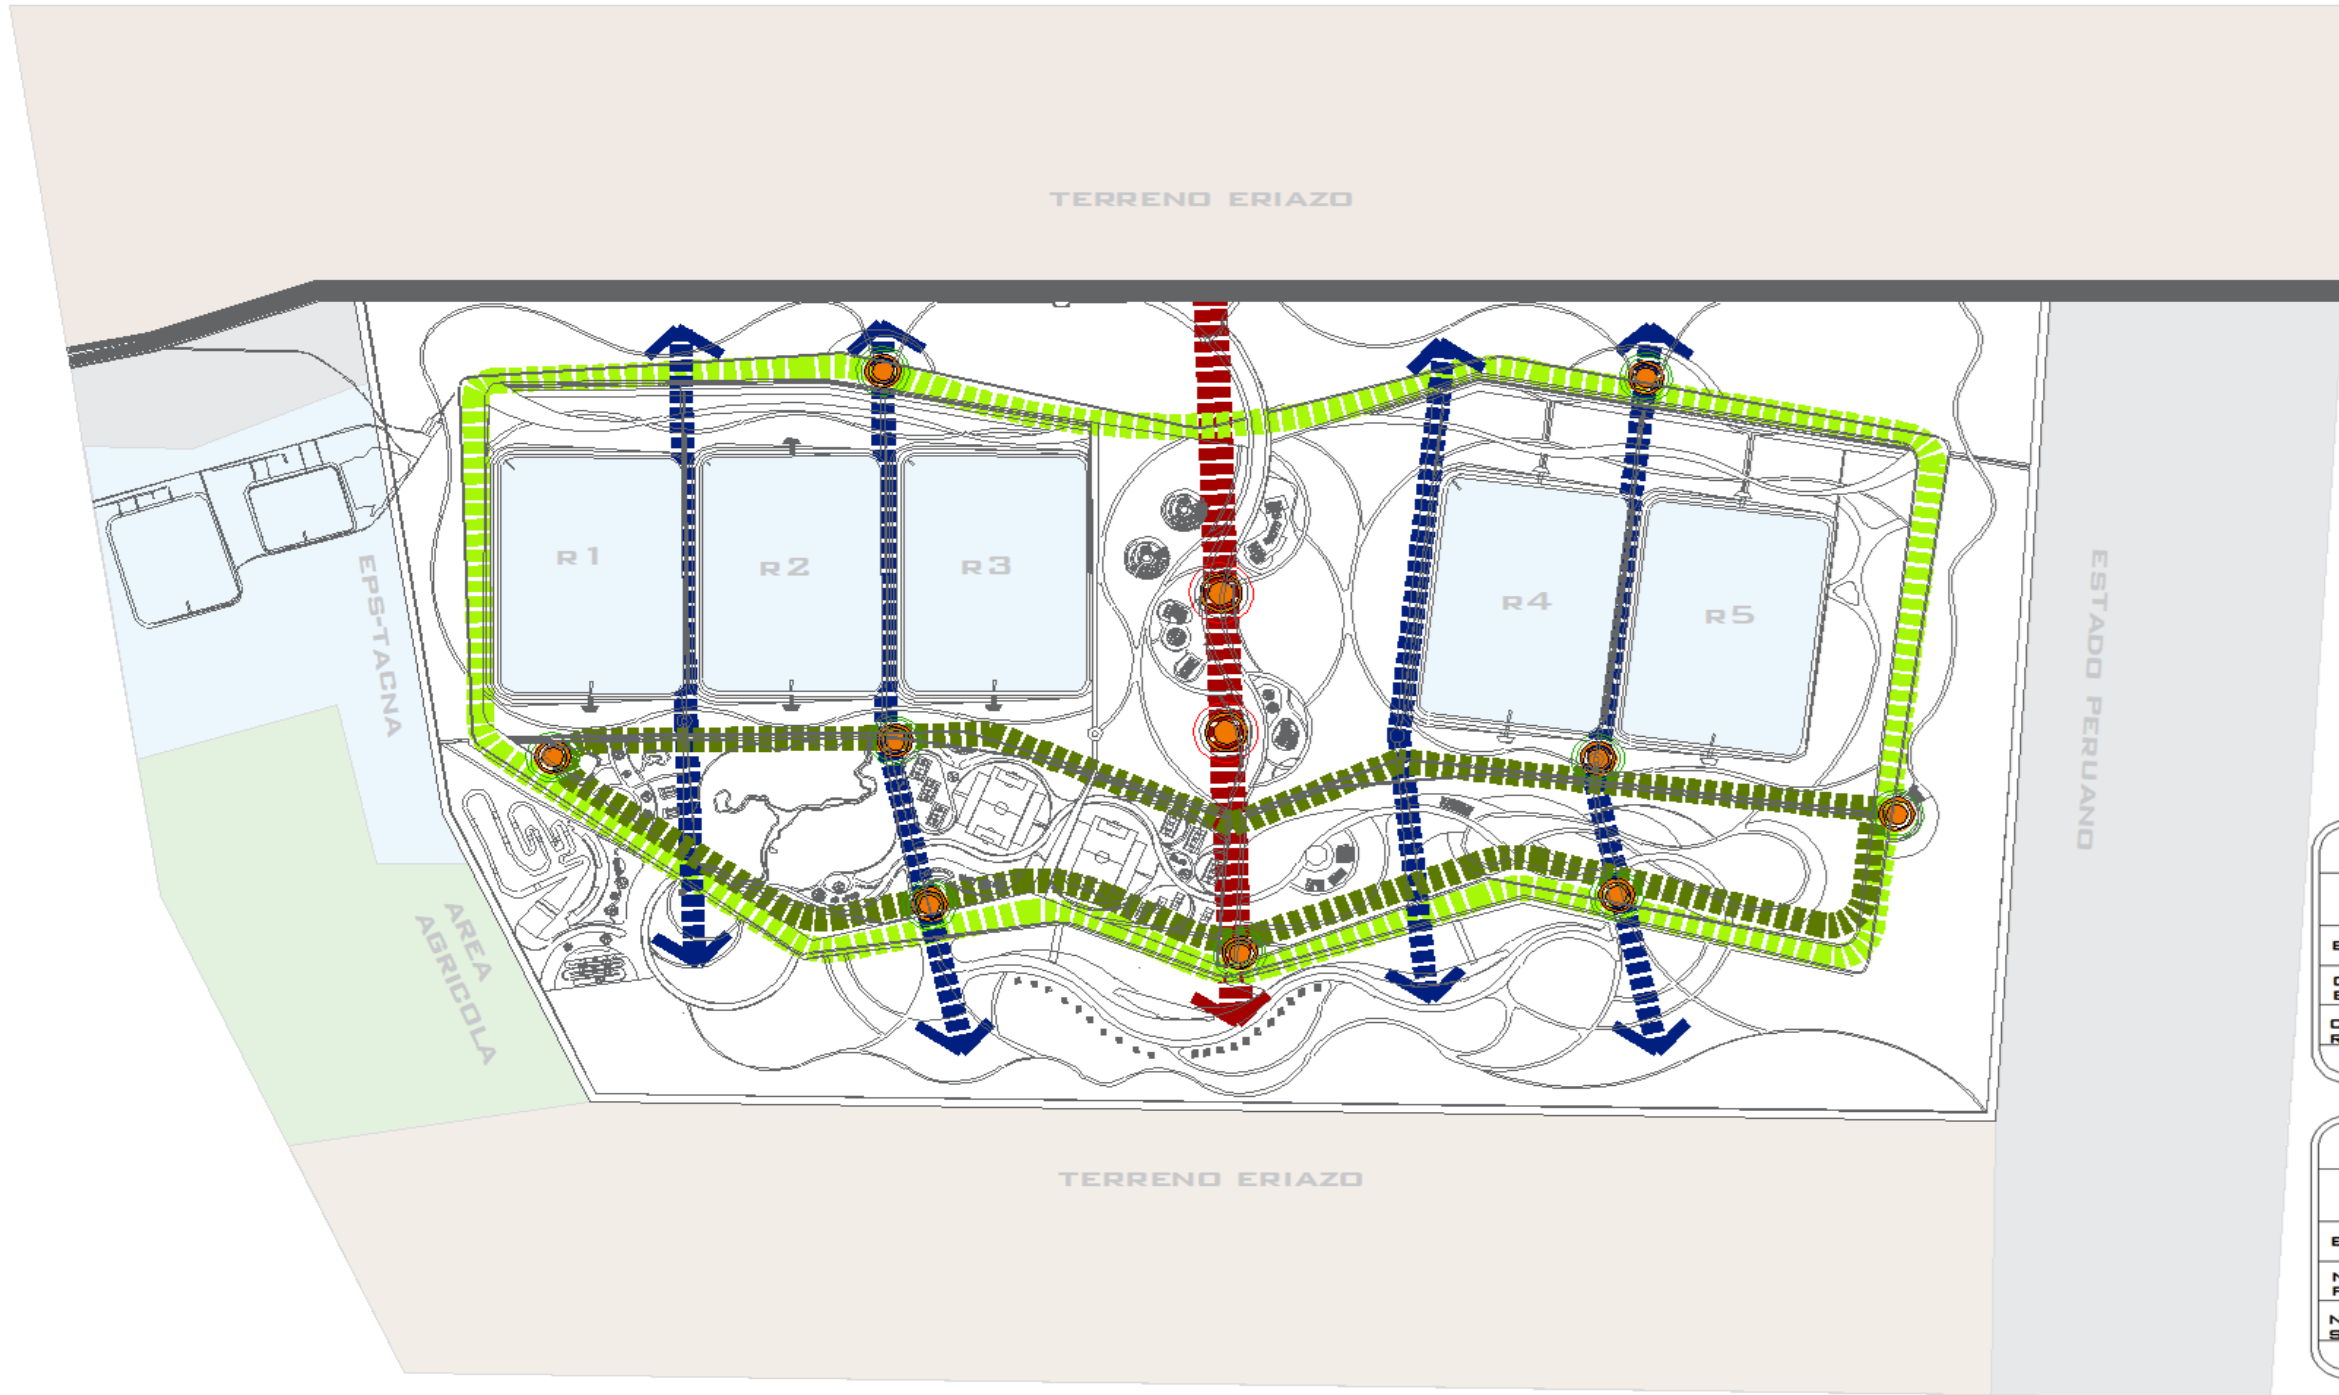 TERRENO ERIAZO
R1
R2
R3
R4
R5
EPS-TACNA
ESTADO PERUANO
AREA
AGRICOLA
TERRENO ERIAZO